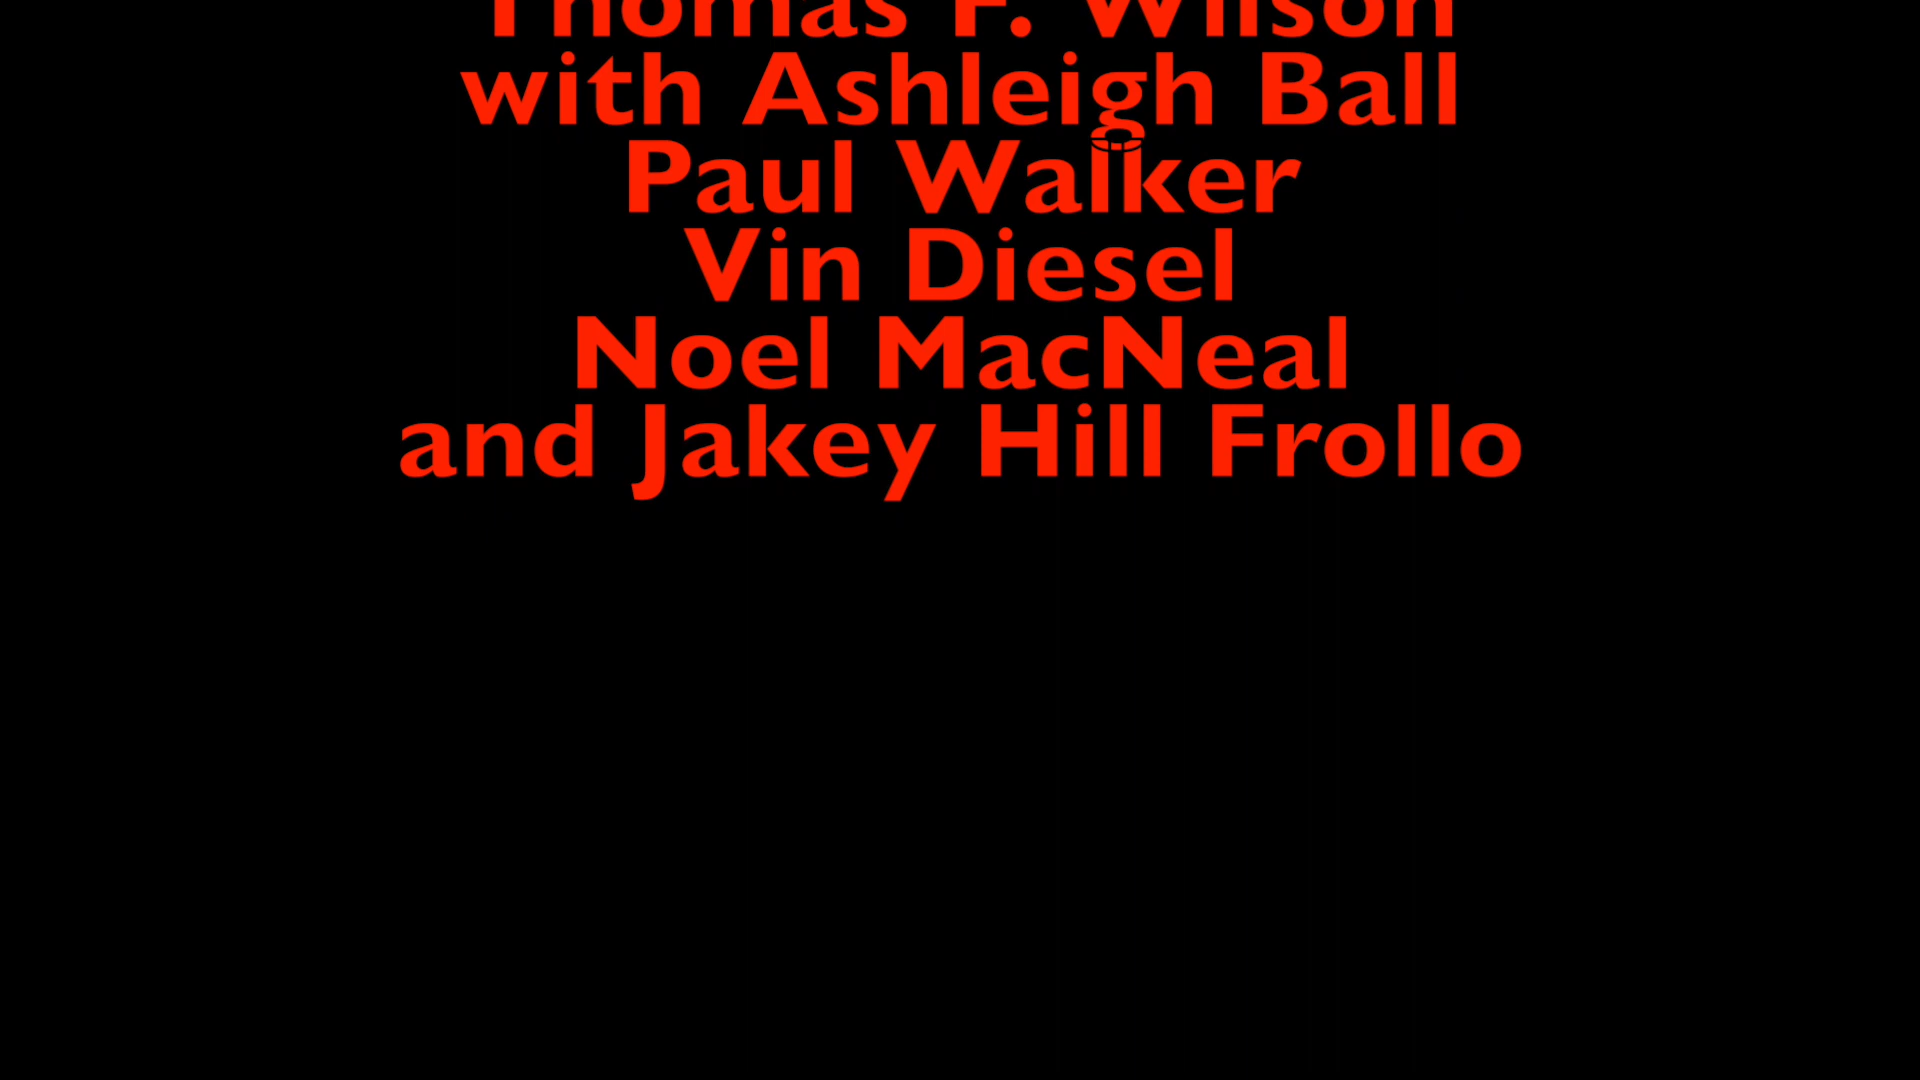 Thomas F. Wilson
with Ashleigh Ball
Paul Walker
Vin Diesel
Noel MacNeal
and Jakey Hill Frollo